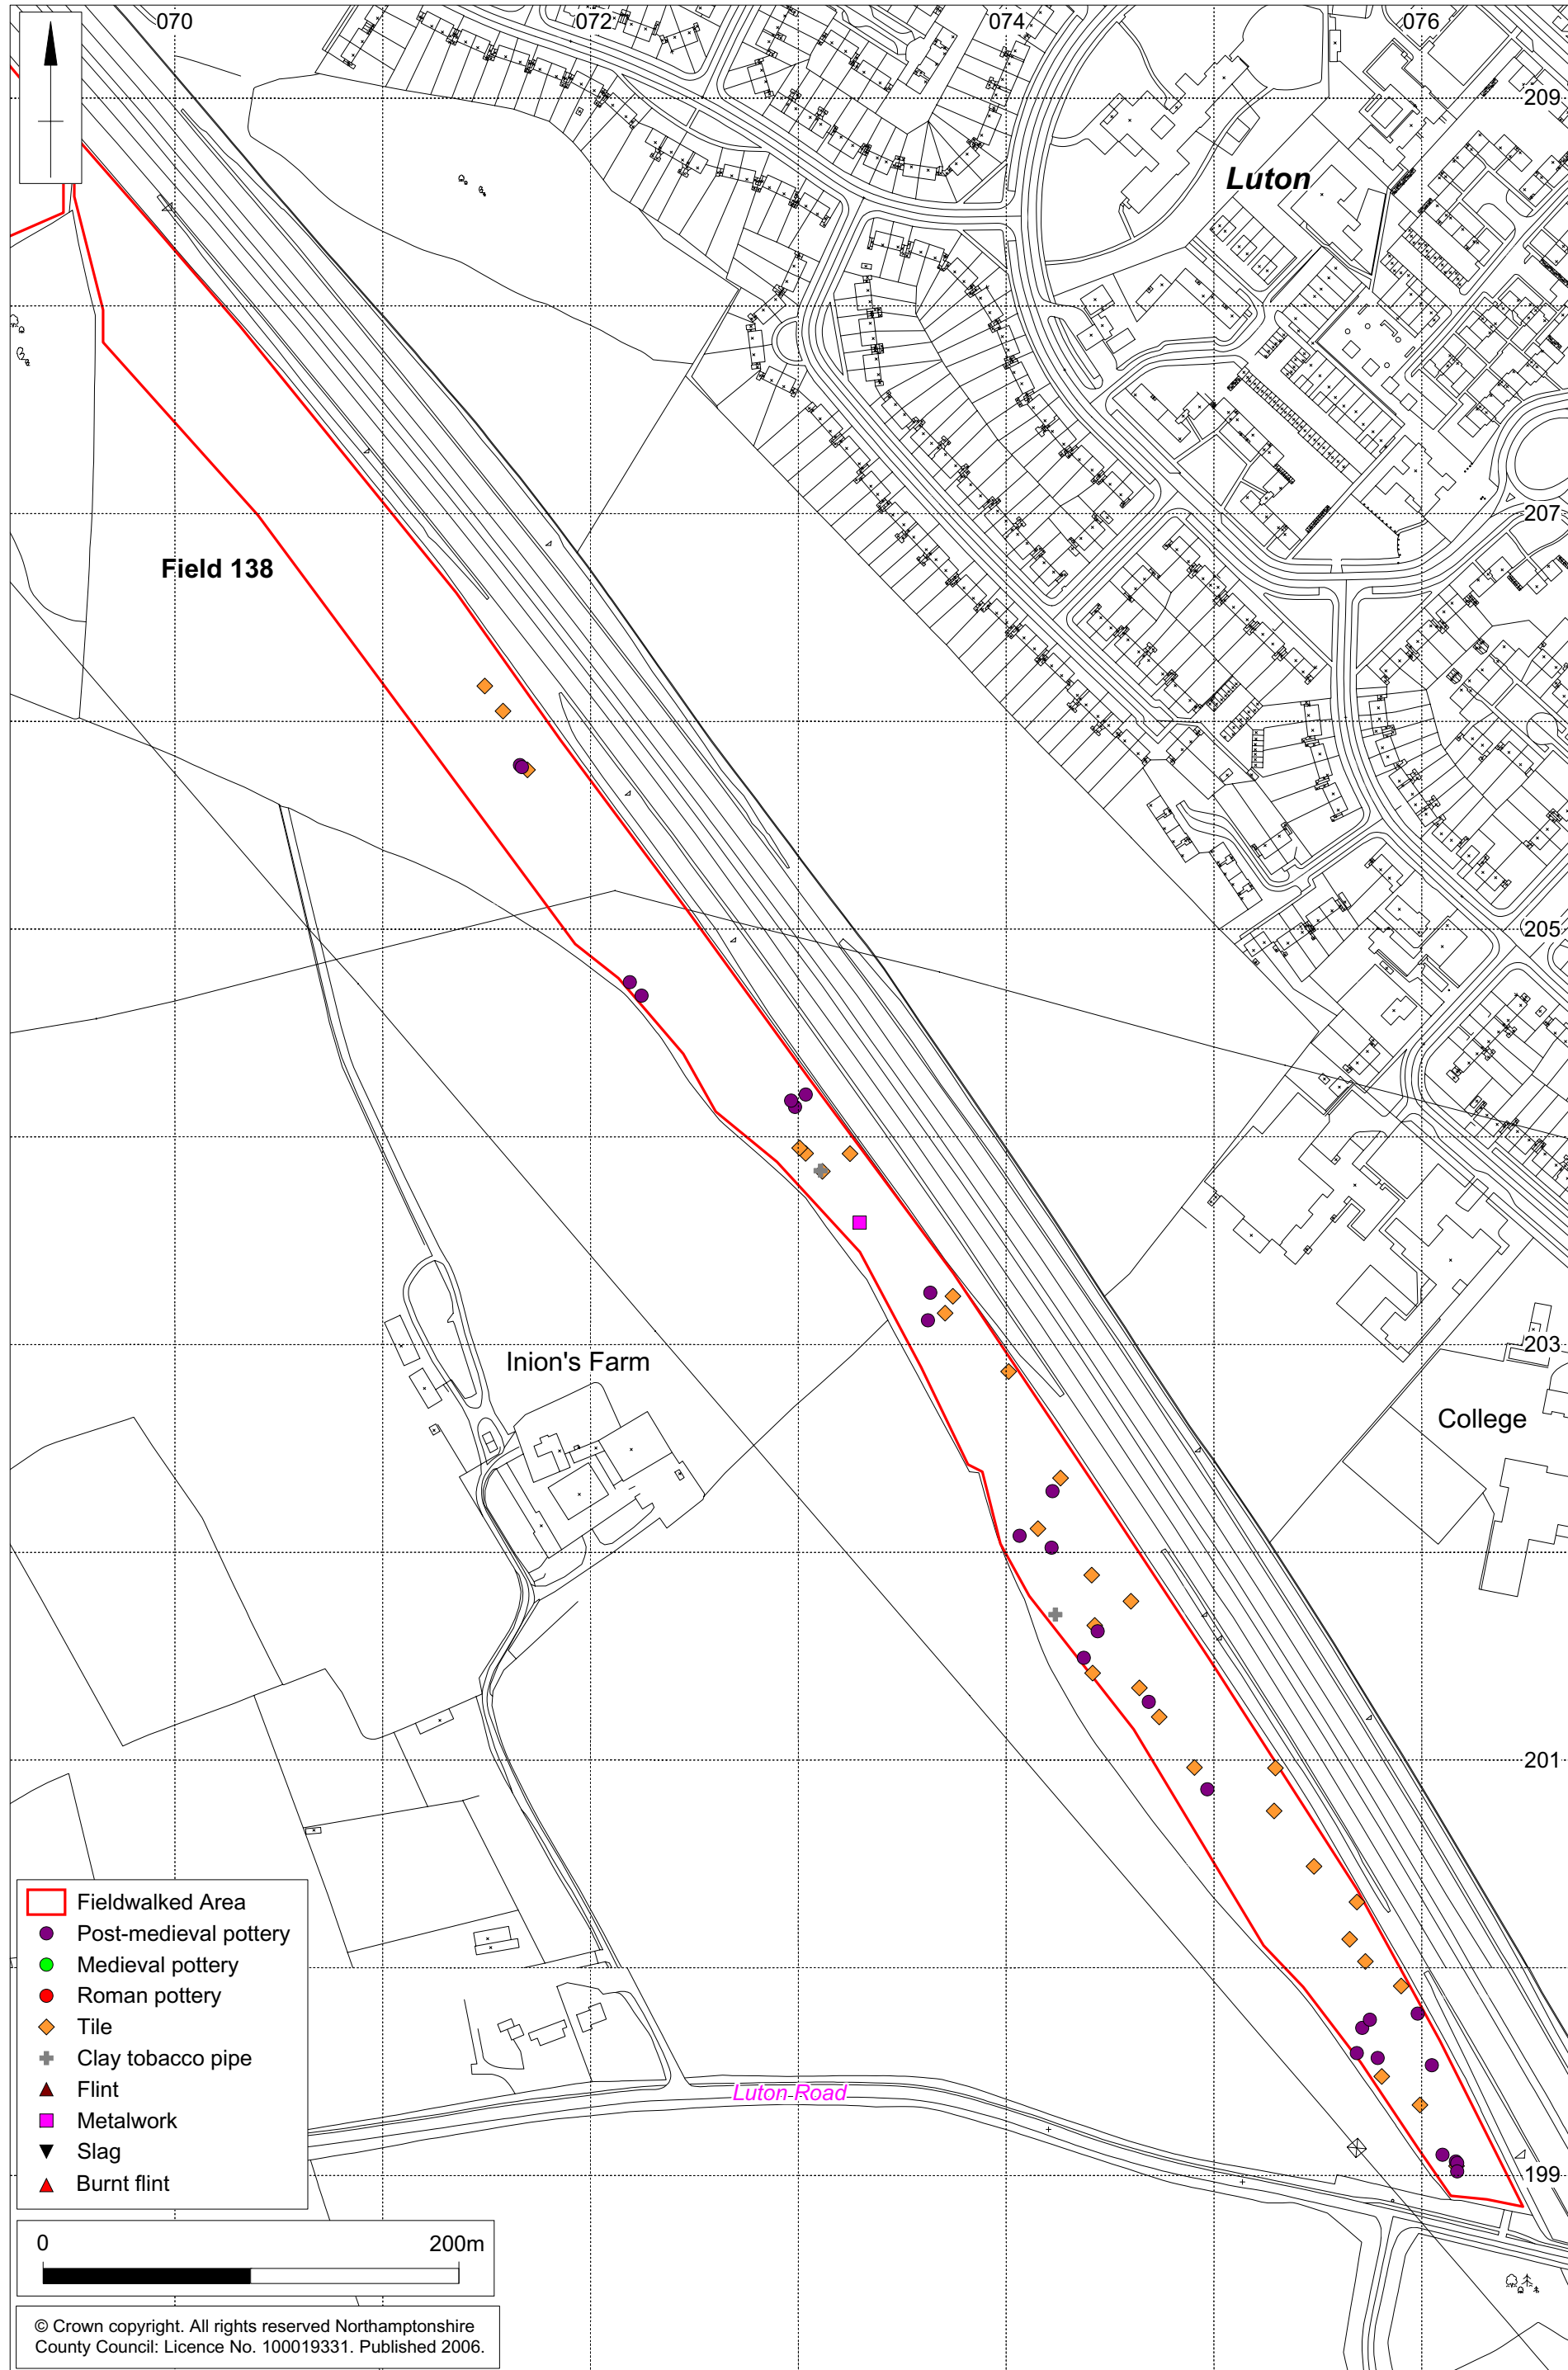 070
072
074
076
209
Luton
207
Field 138
205
203
Inion's Farm
College
201
Fieldwalked Area
Post-medieval pottery
Medieval pottery
Roman pottery
Tile
Clay tobacco pipe
Flint
Metalwork
Slag
Burnt flint
Luton Road
199
0
200m
© Crown copyright. All rights reserved Northamptonshire
County Council: Licence No. 100019331. Published 2006.